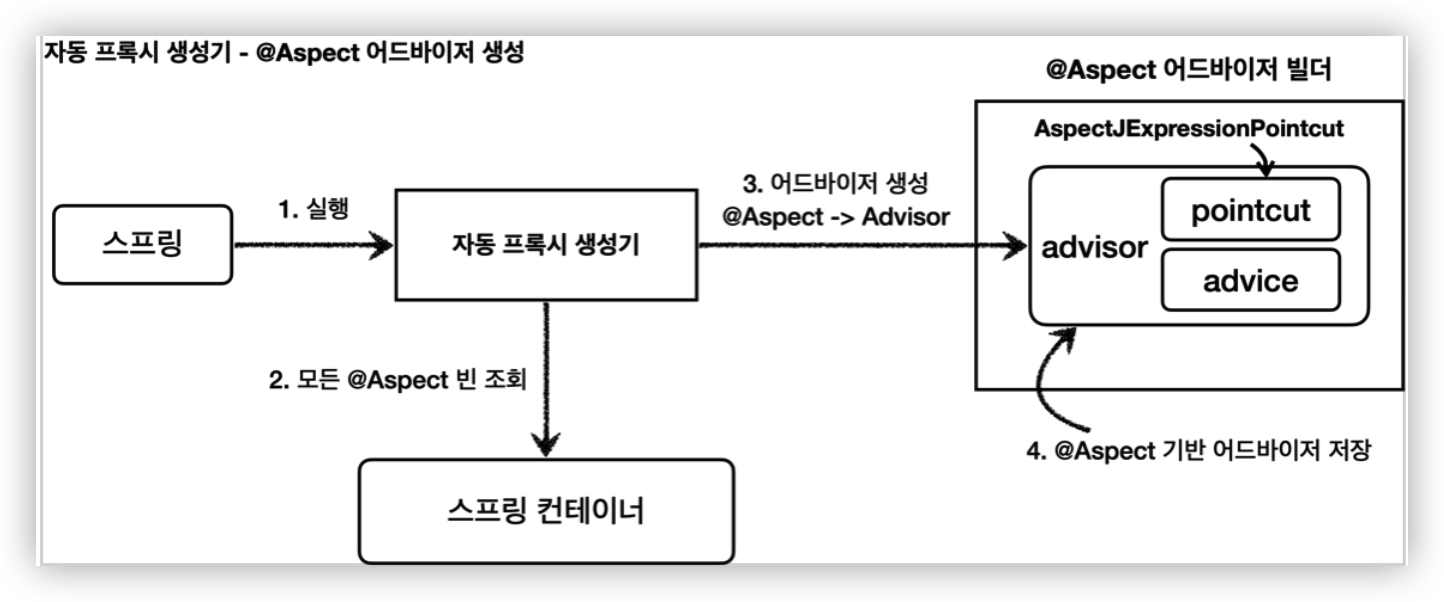 자동 프록시 생성기 - @Aspect 어드바이저 생성
@Aspect 어드바이저 빌더
AspectJExpressionPointcut
스프링
1. 실행
자동 프록시 생성기
3. 어드바이저 생성
@Aspect -> Advisor
advisor
pointcut
advice
2. 모든 @Aspect 빈 조회
4. @Aspect 기반 어드바이저 저장
스프링 컨테이너